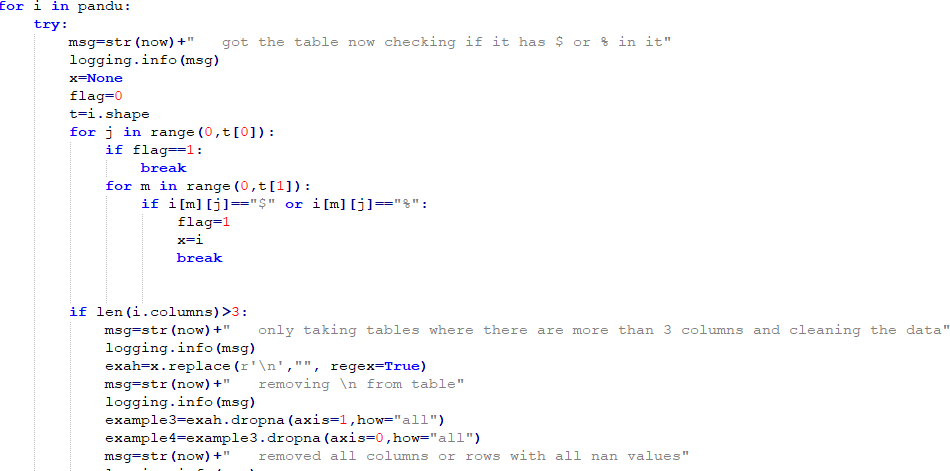 for i in pandu:
    try:
        msg=str(now)+"   got the table now checking if it has $ or % in it"
        logging.info(msg)
        x=None
        flag=0
        t=i.shape
        for j in range(0,t[0]):
            if flag==1:
                break
            for m in range(0,t[1]):
                if i[m][j]=="$" or i[m][j]=="%":
                    flag=1
                    x=i
                    break
        if len(i.columns)>3:
            msg=str(now)+"   only taking tables where there are more than 3 columns and cleaning the data"
            logging.info(msg)
            exah=x.replace(r'\n',"", regex=True)
            msg=str(now)+"   removing \n from table"
            logging.info(msg)
            example3=exah.dropna(axis=1,how="all")
            example4=example3.dropna(axis=0,how="all")
            msg=str(now)+"   removed all columns or rows with all nan values"